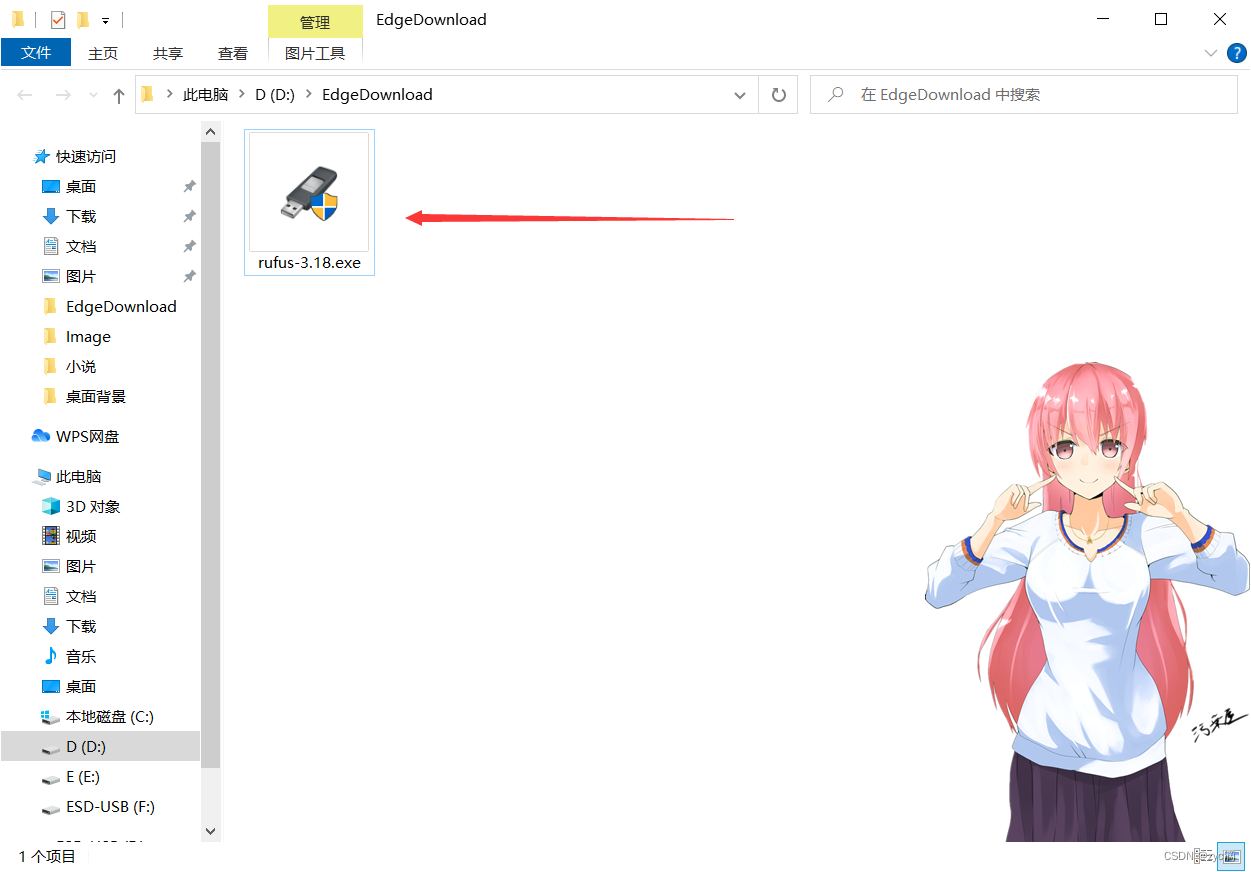 管理
EdgeDownload
文件
主页
共享
查看
图片工具
此电脑
D (D:)
EdgeDownload
在 EdgeDownload 中搜索
快速访问
桌面
下载
文档
图片
EdgeDownload
Image
小说
桌面背景
WPS网盘
此电脑
3D 对象
视频
图片
文档
下载
音乐
桌面
本地磁盘 (C:)
D (D:)
E (E:)
ESD-USB (F:)
rufus-3.18.exe
1 个项目